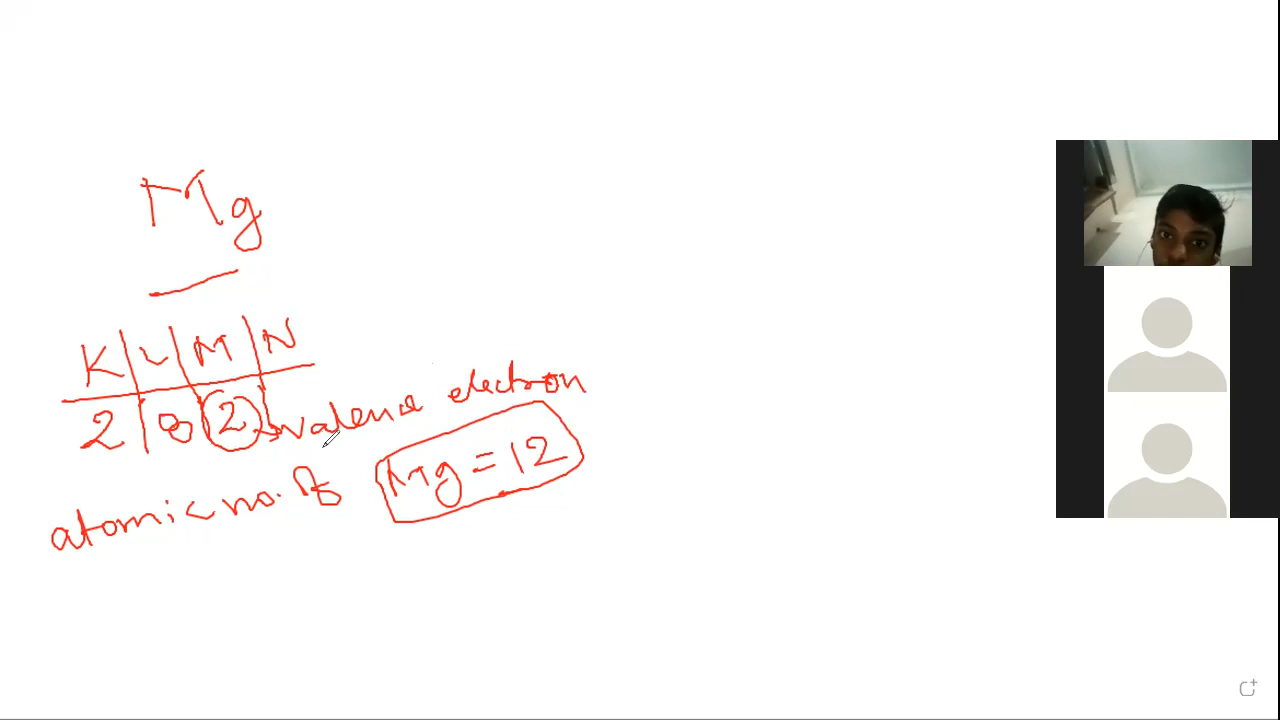 Mg
K L M N
2 8 2 → valence electron
atomic no. of Mg = 12